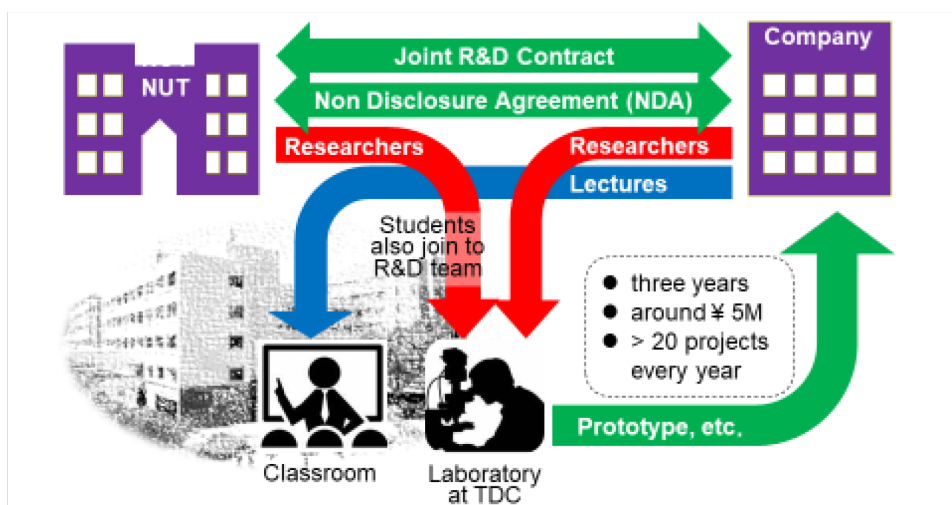 Company
NUT
Joint R&D Contract
Non Disclosure Agreement (NDA)
Researchers
Researchers
Lectures
Students
also join to
R&D team
● three years
● around ¥ 5M
● > 20 projects
every year
Prototype, etc.
Classroom
Laboratory
at TDC